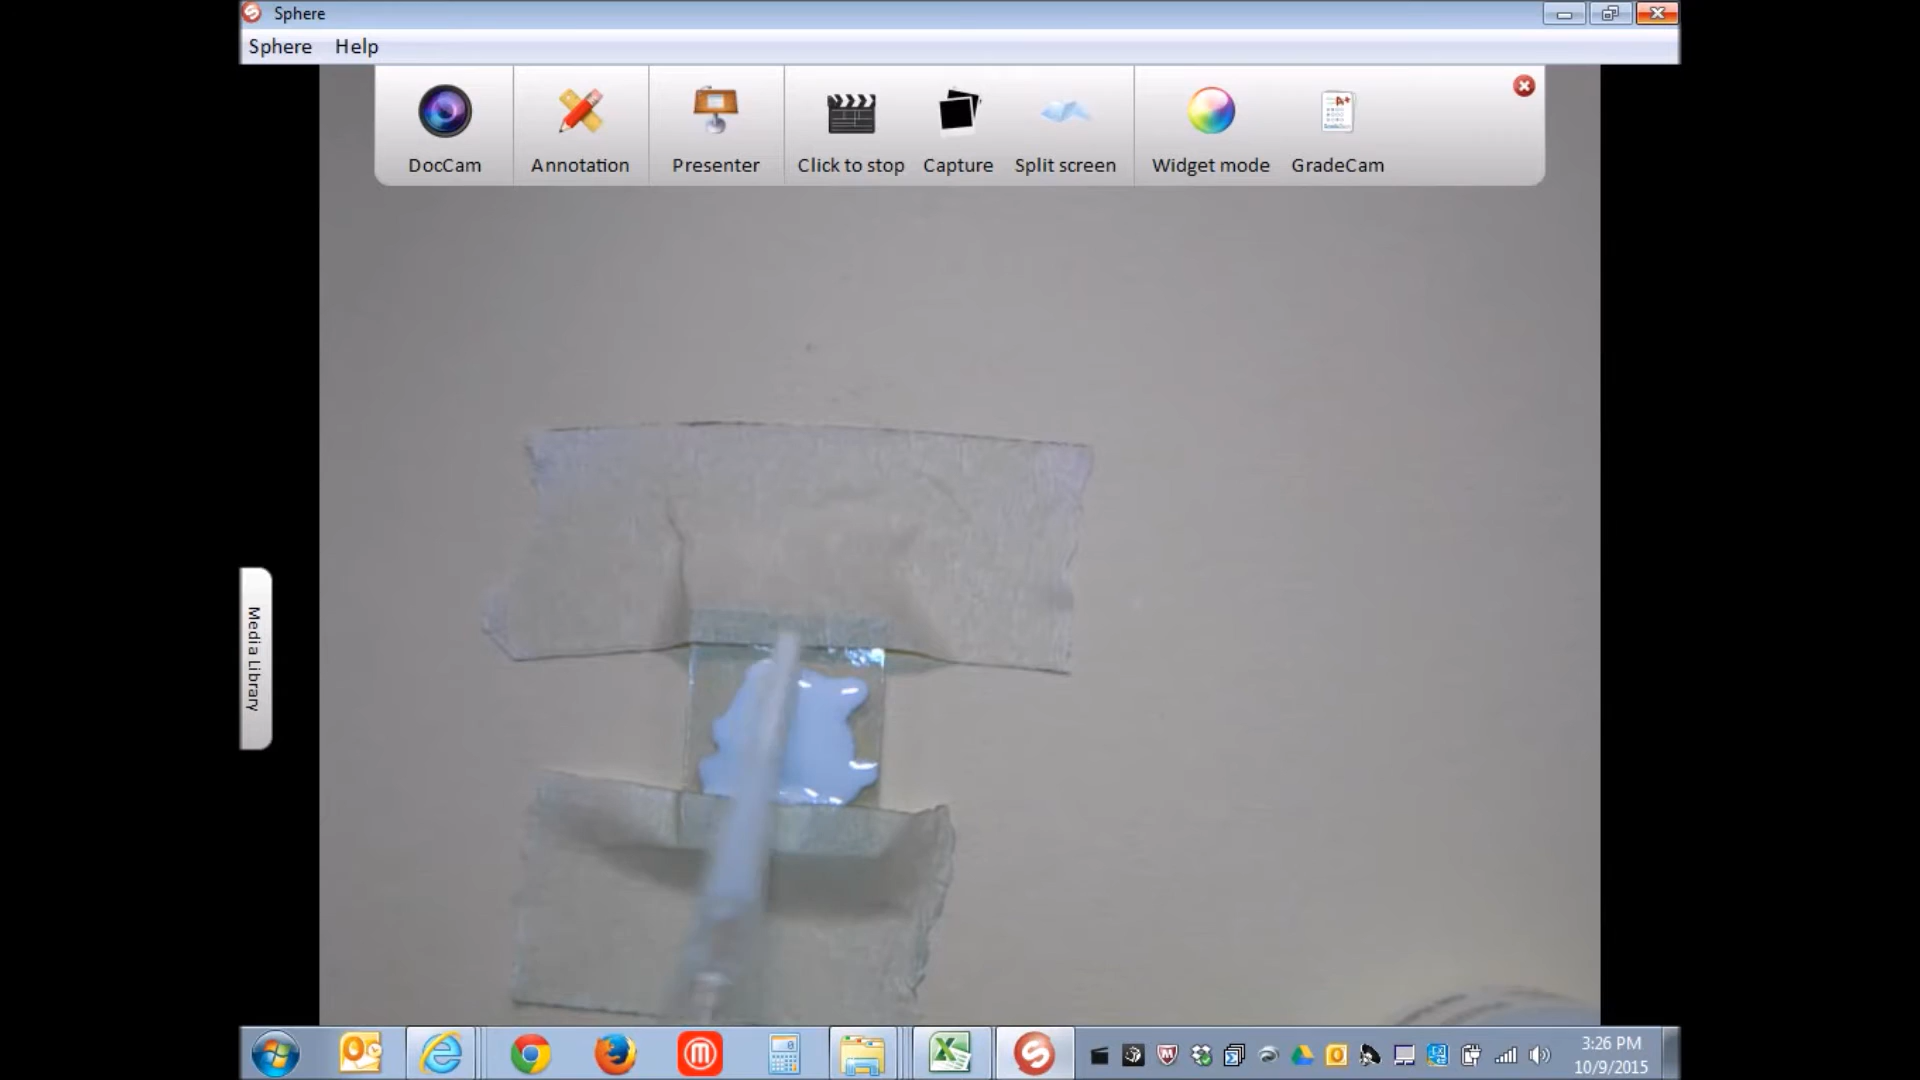 Sphere
Sphere Help
DocCam Annotation Presenter Click to stop Capture Split screen Widget mode GradeCam
Media Library
3:26 PM
10/9/2015